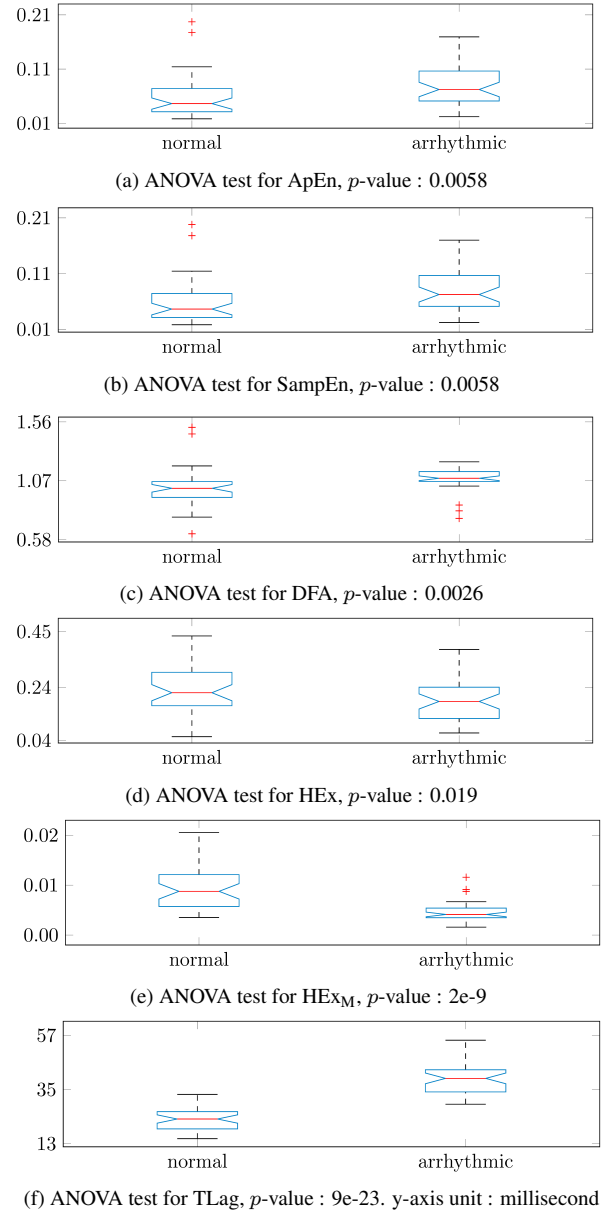 0.21
0.11
0.01
normal arrhythmic
(a) ANOVA test for ApEn, p-value : 0.0058
0.21
0.11
0.01
normal arrhythmic
(b) ANOVA test for SampEn, p-value : 0.0058
1.56
1.07
0.58
normal arrhythmic
(c) ANOVA test for DFA, p-value : 0.0026
0.45
0.24
0.04
normal arrhythmic
(d) ANOVA test for HEx, p-value : 0.019
0.02
0.01
0.00
normal arrhythmic
(e) ANOVA test for HExM, p-value : 2e-9
57
35
13
normal arrhythmic
(f) ANOVA test for TLag, p-value : 9e-23. y-axis unit : millisecond